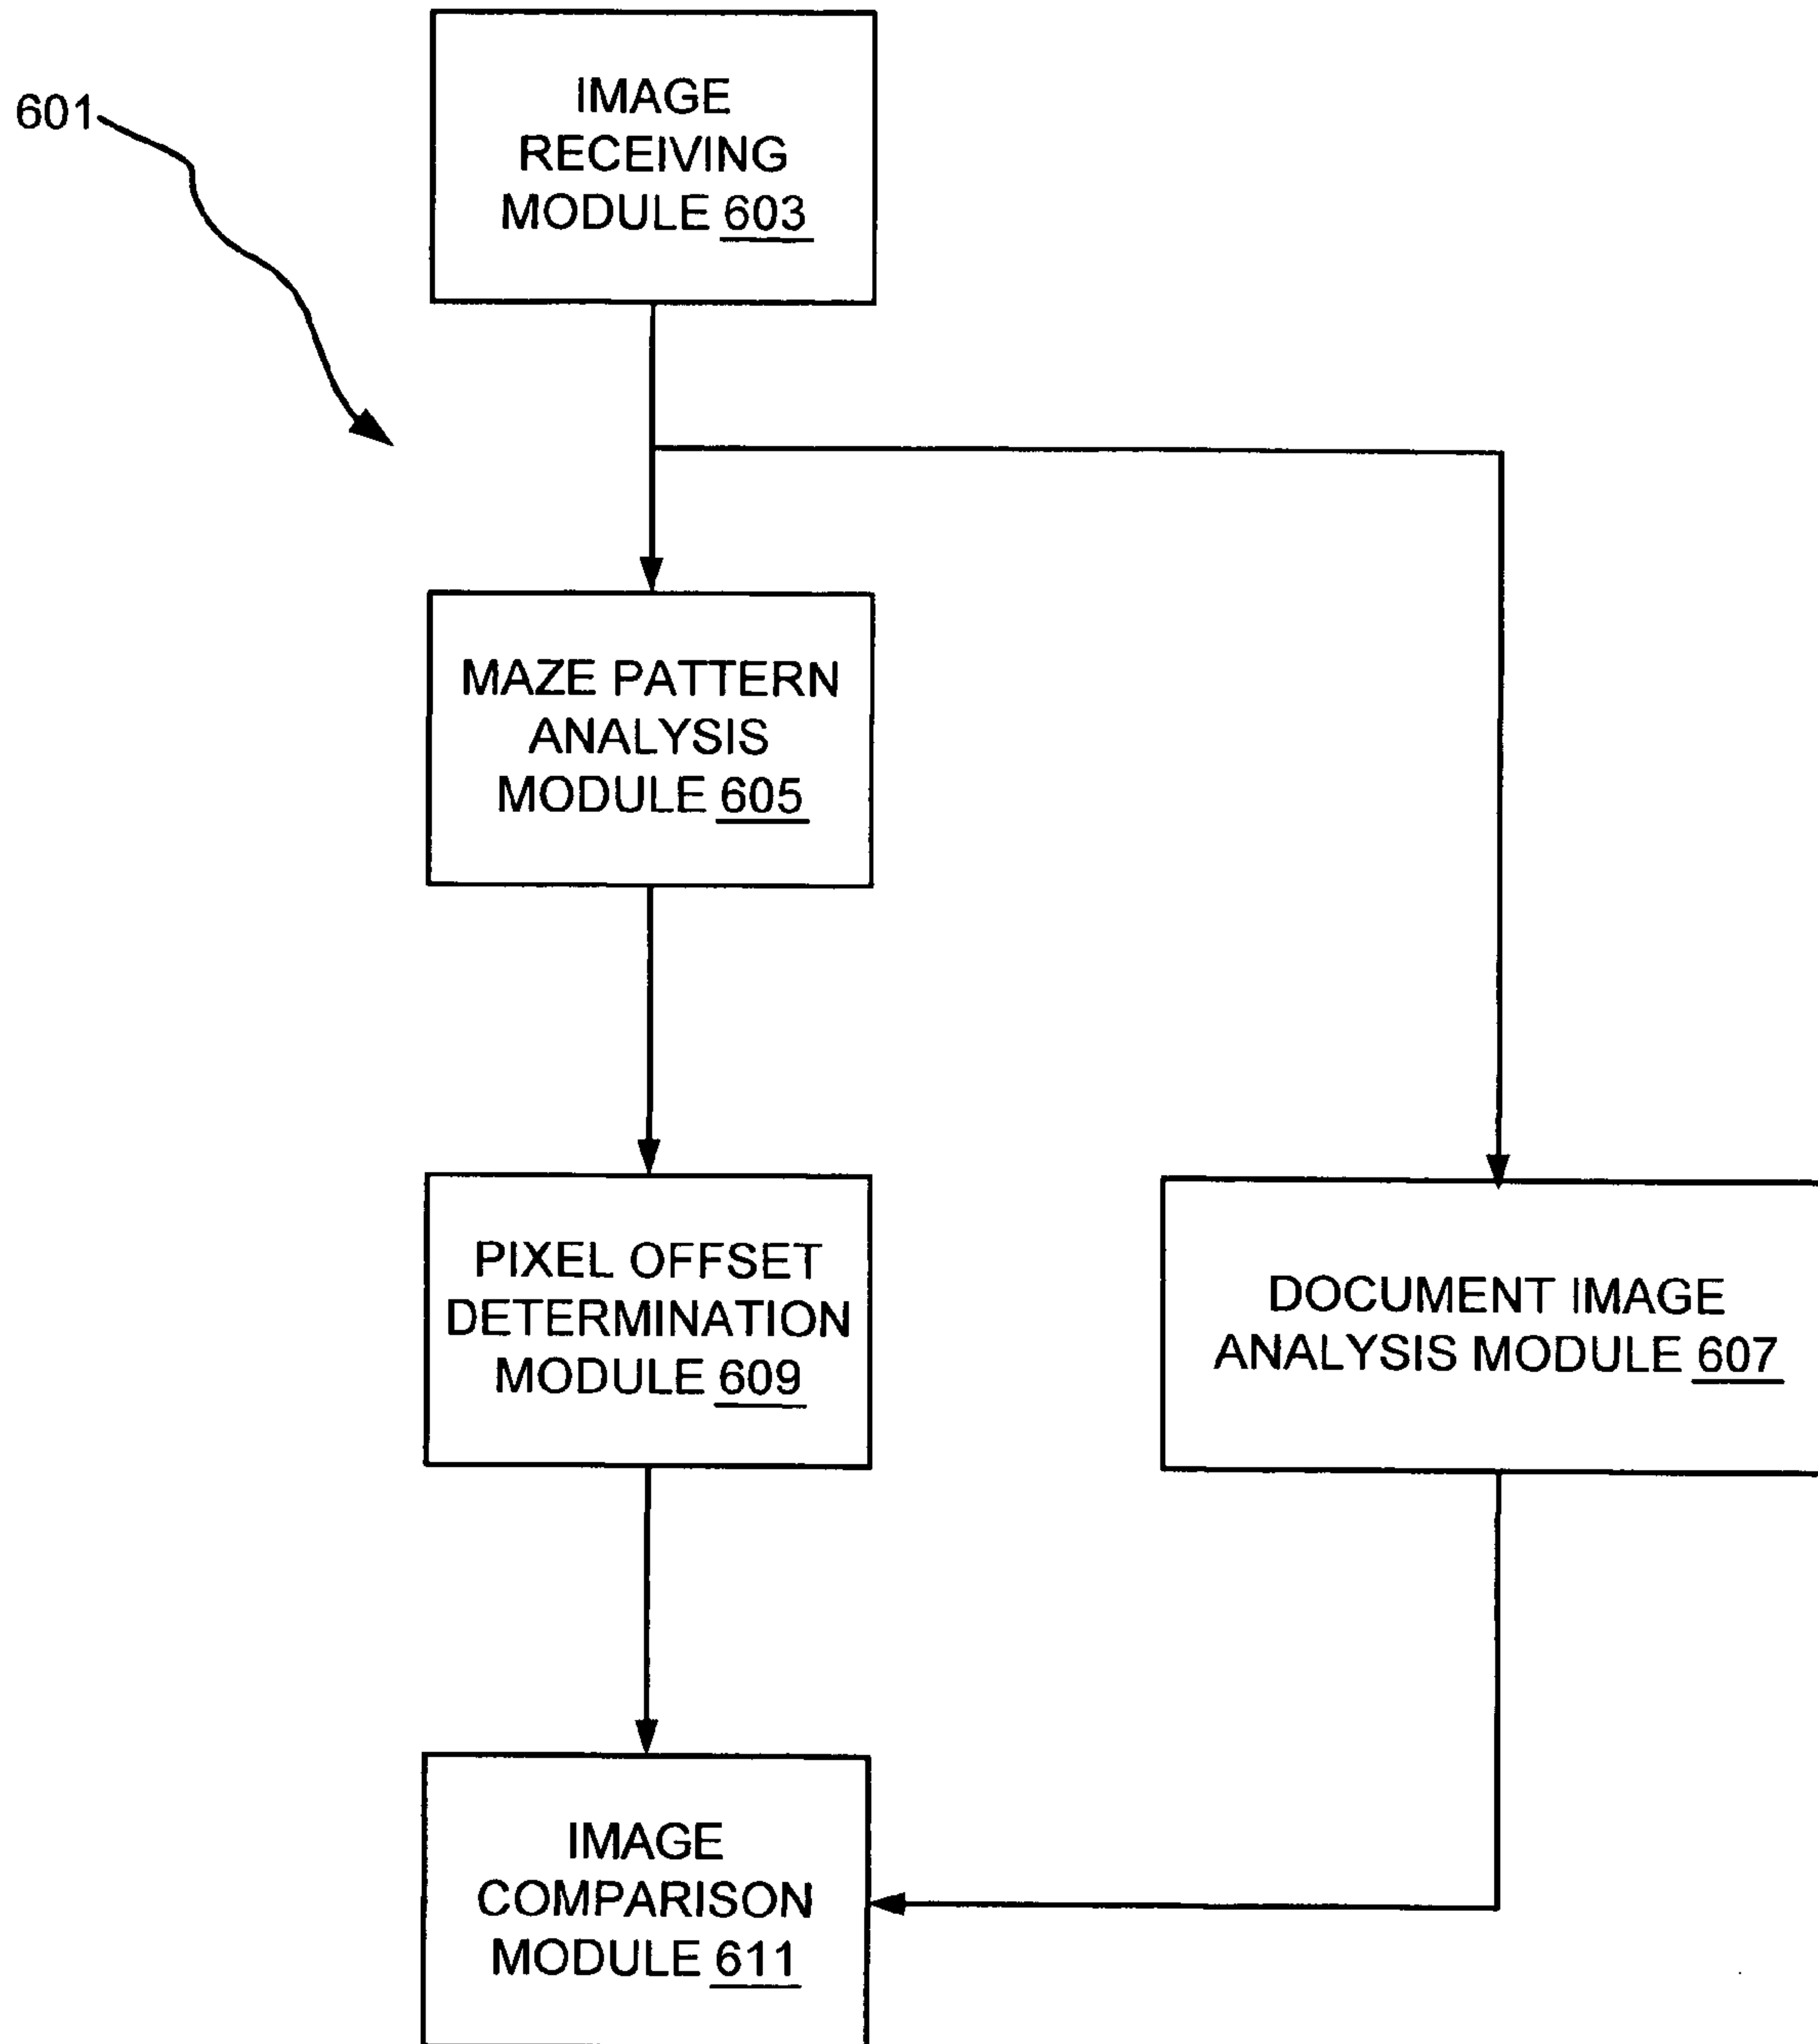 601
IMAGE
RECEIVING
MODULE 603
MAZE PATTERN
ANALYSIS
MODULE 605
PIXEL OFFSET
DETERMINATION
MODULE 609
DOCUMENT IMAGE
ANALYSIS MODULE 607
IMAGE
COMPARISON
MODULE 611